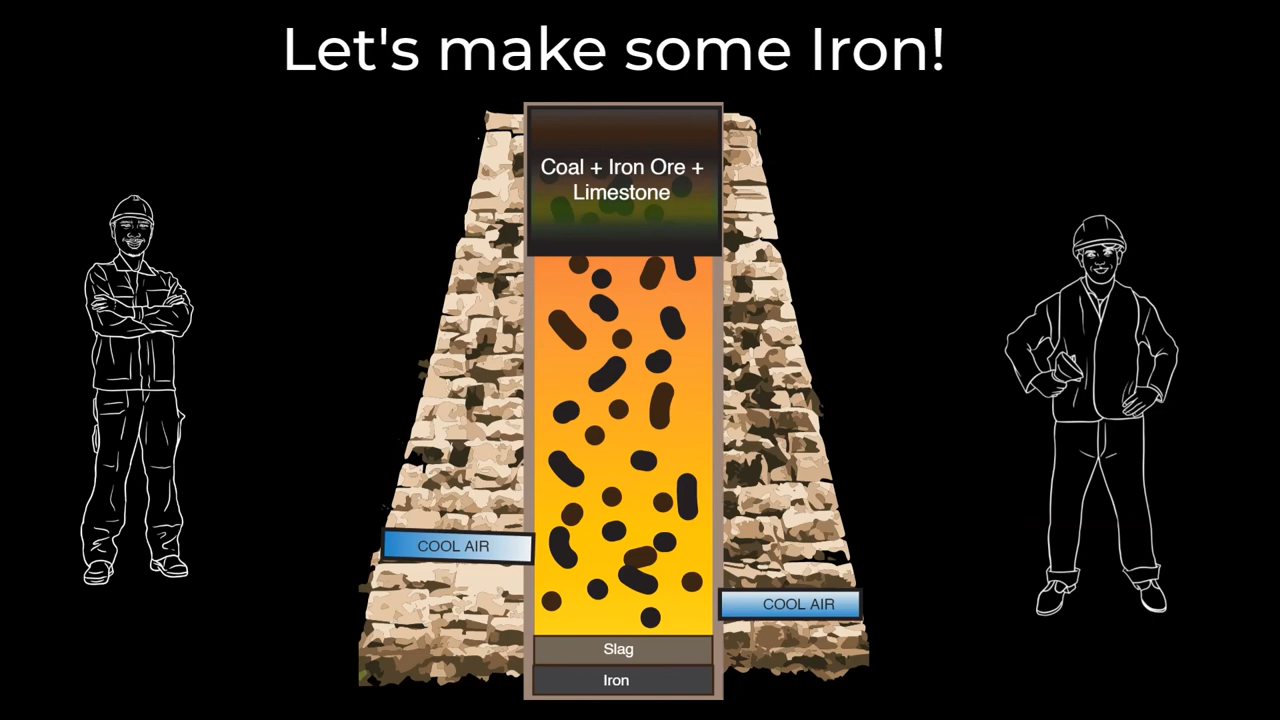 Let's make some Iron!
Coal + Iron Ore +
Limestone
COOL AIR
COOL AIR
Slag
Iron